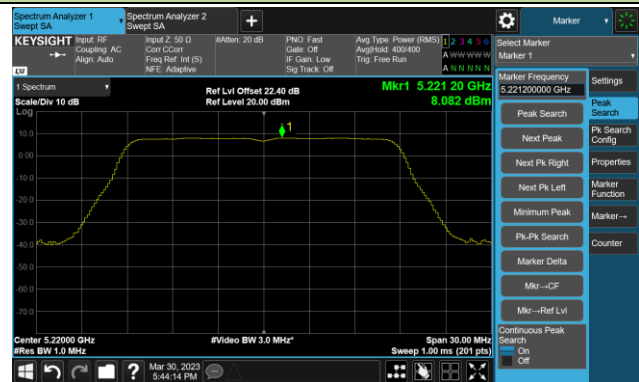 Spectrum Analyzer 1
Swept SA
Spectrum Analyzer 2
Swept SA
+
Marker
KEYSIGHT
Input: RF
Coupling: AC
Align: Auto
Input Z: 50 Ω
Corr CCorr
Freq Ref: Int (S)
NFE: Adaptive
#Atten: 20 dB
PNO: Fast
Gate: Off
IF Gain: Low
Sig Track: Off
Avg Type: Power (RMS)
Avg|Hold: 400/400
Trig: Free Run
1 2 3 4 5 6
A W W W W W
A N N N N N
LXI
Select Marker
Marker 1
1 Spectrum
Scale/Div 10 dB
Log
Ref Lvl Offset 22.40 dB
Ref Level 20.00 dBm
Mkr1 5.221 20 GHz
8.082 dBm
1
10.0
0.00
-10.0
-20.0
-30.0
-40.0
-50.0
-60.0
-70.0
Center 5.22000 GHz
#Res BW 1.0 MHz
#Video BW 3.0 MHz*
Span 30.00 MHz
Sweep 1.00 ms (201 pts)
Marker Frequency
5.221200000 GHz
Peak Search
Next Peak
Next Pk Right
Next Pk Left
Minimum Peak
Pk-Pk Search
Marker Delta
Mkr→CF
Mkr→Ref Lvl
Continuous Peak
Search
On
Off
Settings
Peak
Search
Pk Search
Config
Properties
Marker
Function
Marker→
Counter
?
Mar 30, 2023
5:44:14 PM